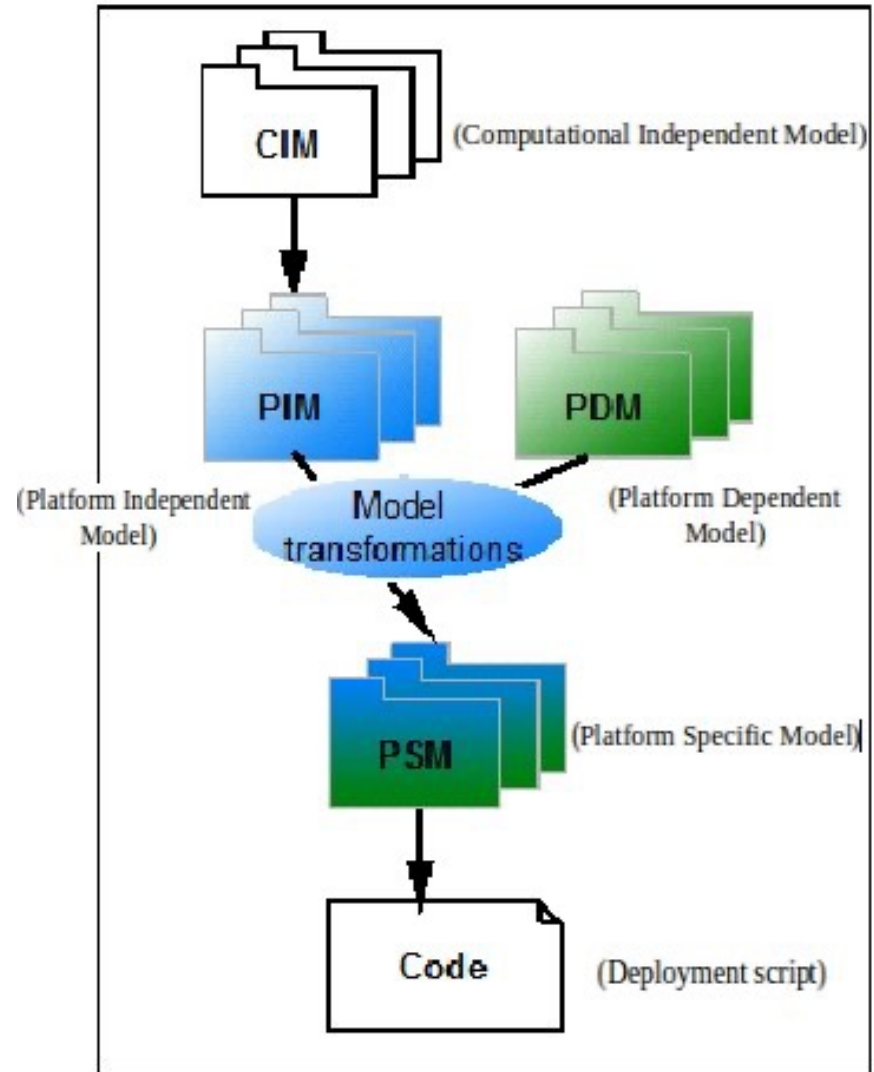 CIM
(Computational Independent Model)
PIM
PDM
(Platform Independent
Model)
Model
transformations
(Platform Dependent
Model)
PSM
(Platform Specific Model)
Code
(Deployment script)